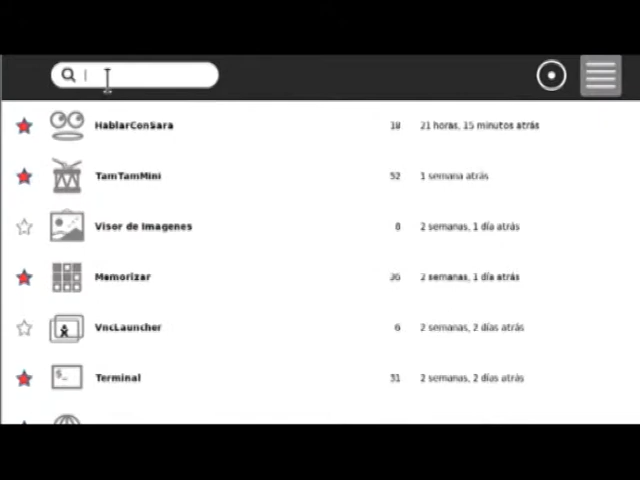 HablarConSara 18 21 horas, 15 minutos atrás
TamTamMini 52 1 semana atrás
Visor de Imagenes 8 2 semanas, 1 día atrás
Memorizar 36 2 semanas, 1 día atrás
VncLauncher 6 2 semanas, 2 días atrás
Terminal 31 2 semanas, 2 días atrás